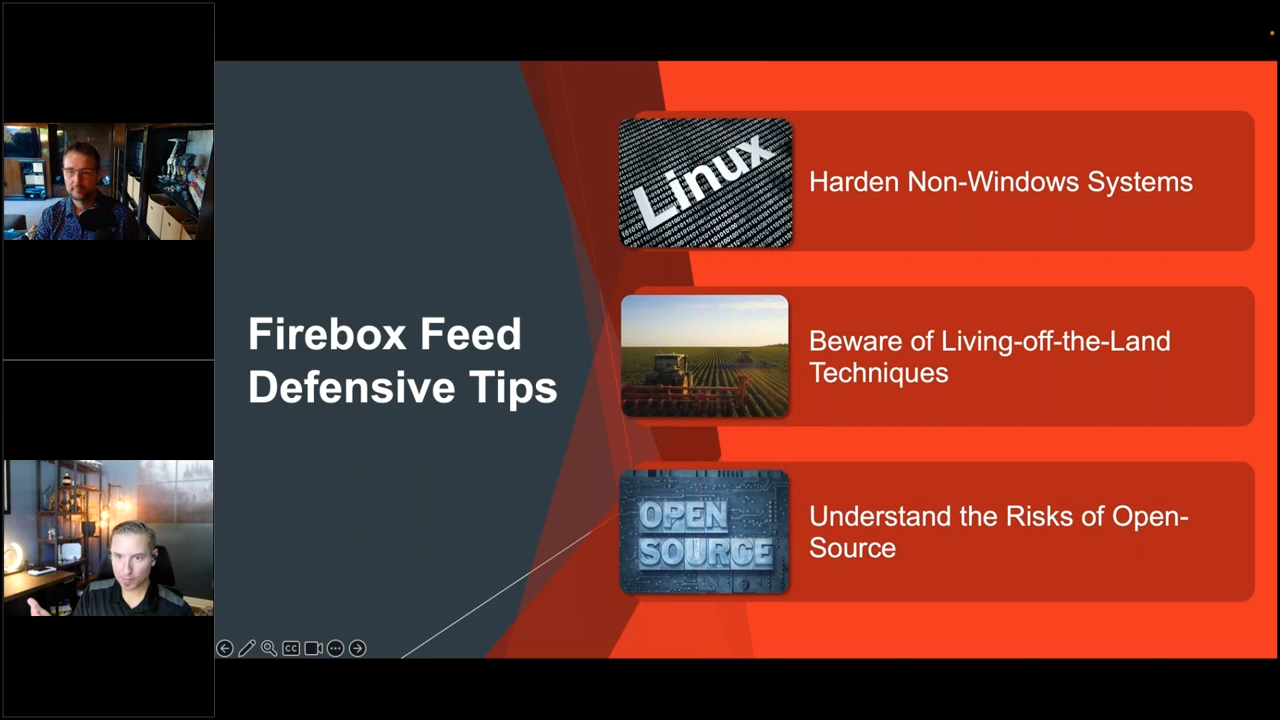 Firebox Feed
Defensive Tips
Linux
Harden Non-Windows Systems
Beware of Living-off-the-Land
Techniques
OPEN
SOURCE
Understand the Risks of Open-
Source
CC